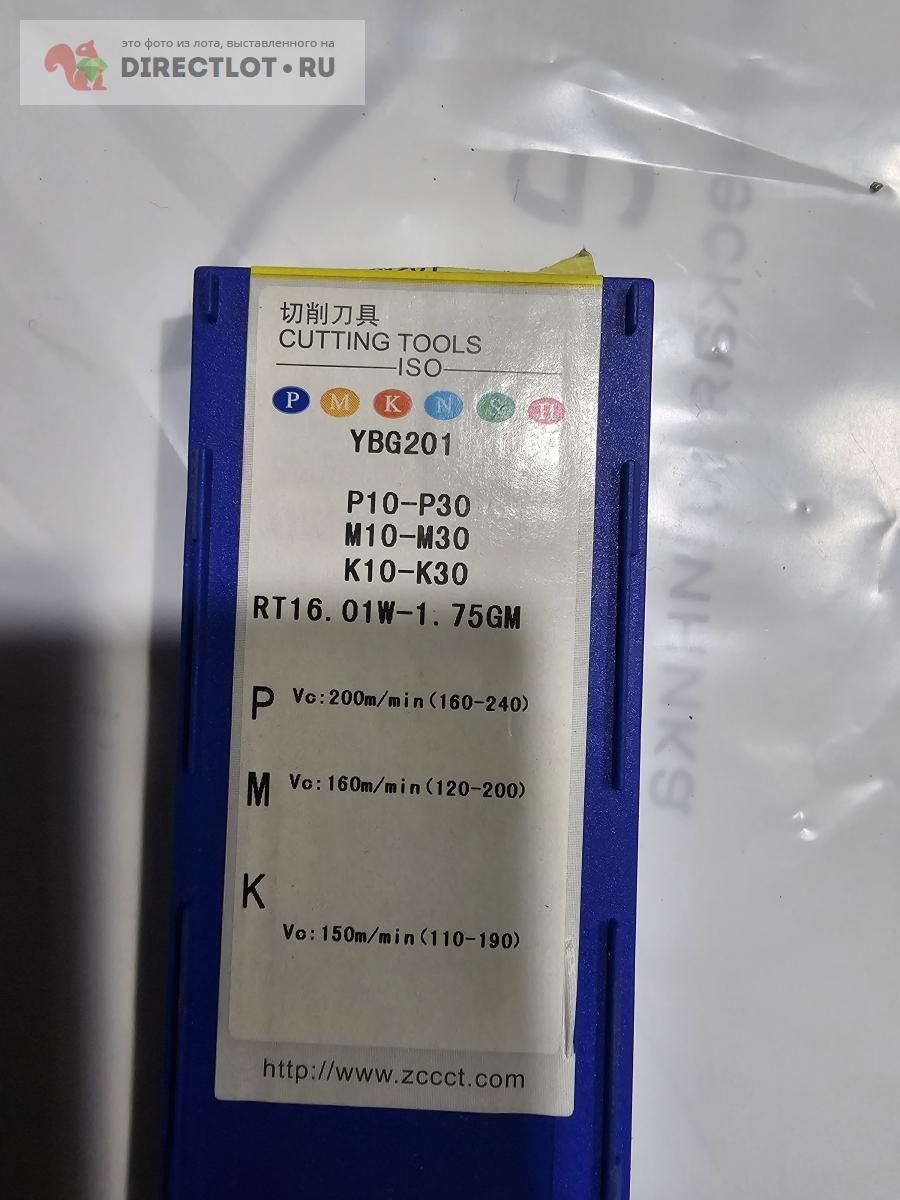 это фото из лота, выставленного на
DIRECTLOT•RU
切削刀具
CUTTING TOOLS
ISO
P M K N S H
YBG201
P10-P30
M10-M30
K10-K30
RT16.01W-1.75GM
P Vc:200m/min(160-240)
M Vc:160m/min(120-200)
K
Vc:150m/min(110-190)
http://www.zccct.com